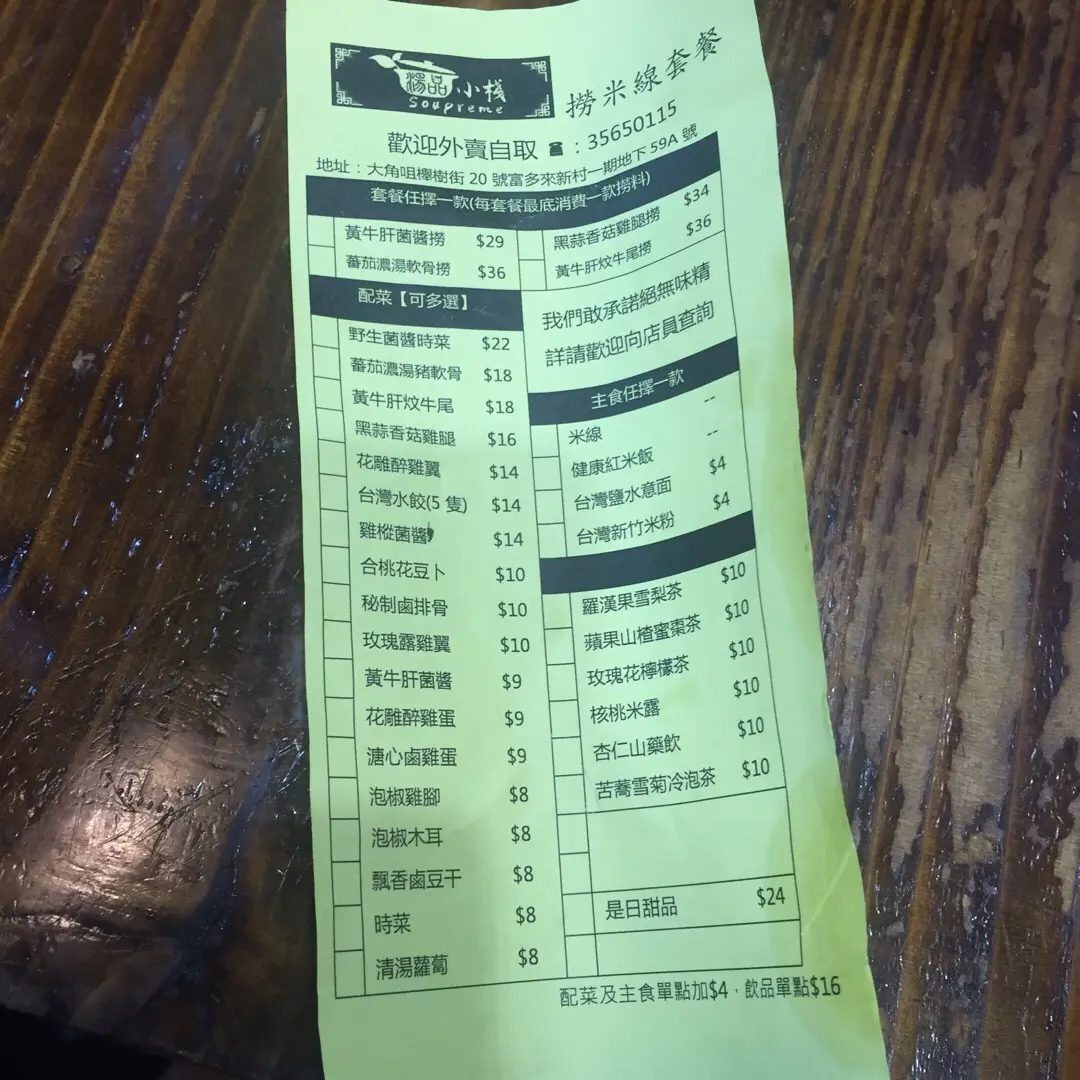 湯品小棧
Soupreme
撈米線套餐
歡迎外賣自取 ☎：35650115
地址：大角咀櫸樹街 20 號富多來新村一期地下 59A 號
套餐任擇一款(每套餐最底消費一款撈料)
黃牛肝菌醬撈 $29
黑蒜香菇雞腿撈 $34
蕃茄濃湯軟骨撈 $36
黃牛肝炆牛尾撈 $36
配菜【可多選】
野生菌醬時菜 $22
蕃茄濃湯豬軟骨 $18
黃牛肝炆牛尾 $18
黑蒜香菇雞腿 $16
花雕醉雞翼 $14
台灣水餃(5 隻) $14
雞樅菌醬 $14
合桃花豆卜 $10
秘制鹵排骨 $10
玫瑰露雞翼 $10
黃牛肝菌醬 $9
花雕醉雞蛋 $9
溏心鹵雞蛋 $9
泡椒雞腳 $8
泡椒木耳 $8
飄香鹵豆干 $8
時菜 $8
清湯蘿蔔 $8
我們敢承諾絕無味精
詳請歡迎向店員查詢
主食任擇一款
米線 --
健康紅米飯 --
台灣鹽水意面 $4
台灣新竹米粉 $4
羅漢果雪梨茶 $10
蘋果山楂蜜棗茶 $10
玫瑰花檸檬茶 $10
核桃米露 $10
杏仁山藥飲 $10
苦蕎雪菊冷泡茶 $10
是日甜品 $24
配菜及主食單點加$4，飲品單點$16